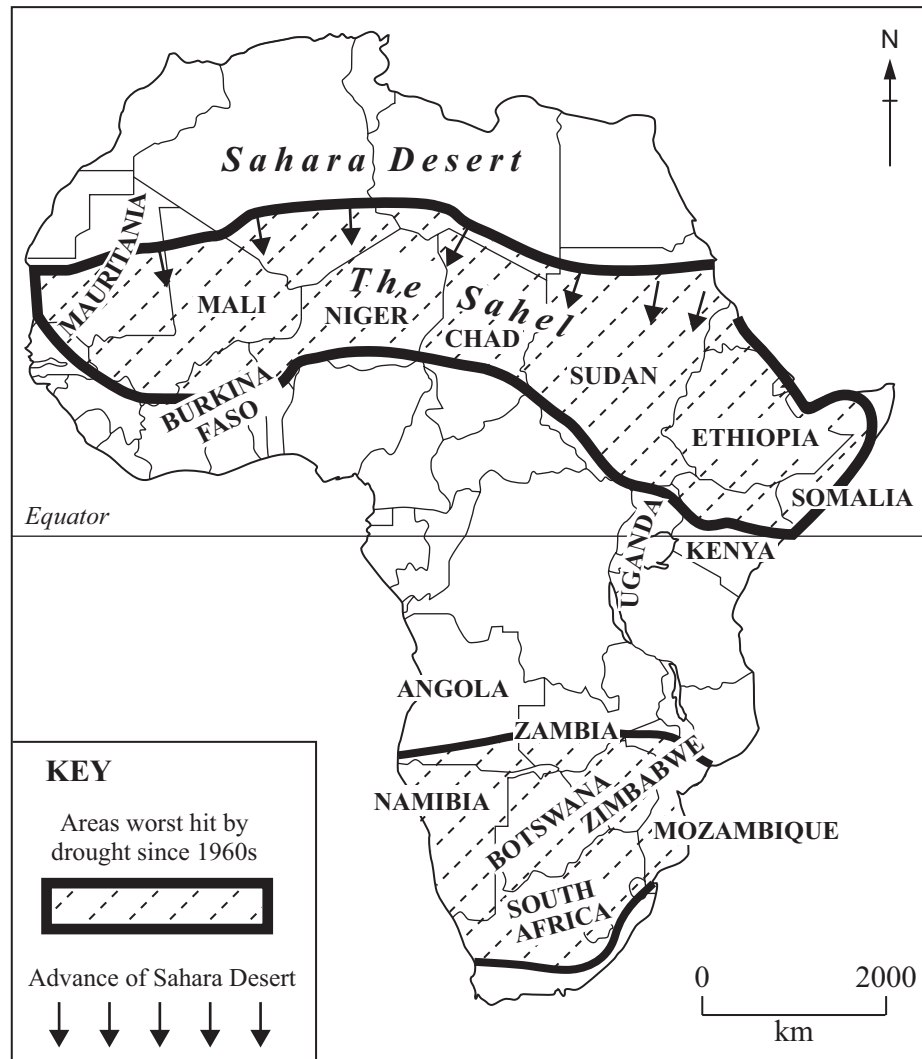 N
Sahara Desert
MAURITANIA
The
Sahel
MALI
NIGER
CHAD
SUDAN
BURKINA
FASO
ETHIOPIA
SOMALIA
Equator
UGANDA
KENYA
ANGOLA
ZAMBIA
NAMIBIA
BOTSWANA
ZIMBABWE
MOZAMBIQUE
SOUTH
AFRICA
KEY
Areas worst hit by
drought since 1960s
Advance of Sahara Desert
0 2000
km